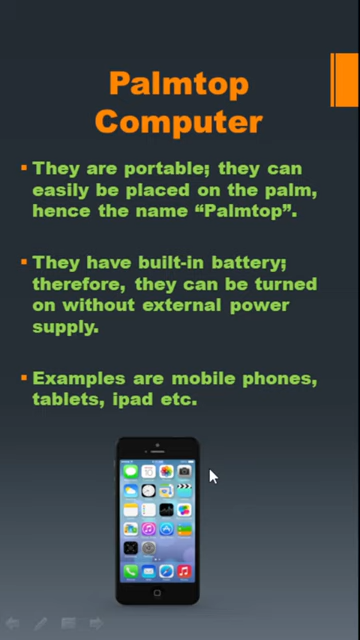 Palmtop
Computer
They are portable; they can
easily be placed on the palm,
hence the name “Palmtop”.
They have built-in battery;
therefore, they can be turned
on without external power
supply.
Examples are mobile phones,
tablets, ipad etc.